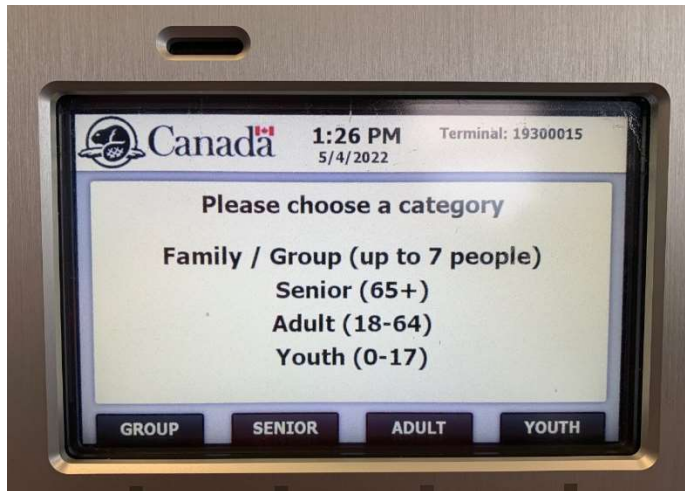 Canada 1:26 PM Terminal: 19300015
5/4/2022
Please choose a category
Family / Group (up to 7 people)
Senior (65+)
Adult (18-64)
Youth (0-17)
GROUP SENIOR ADULT YOUTH